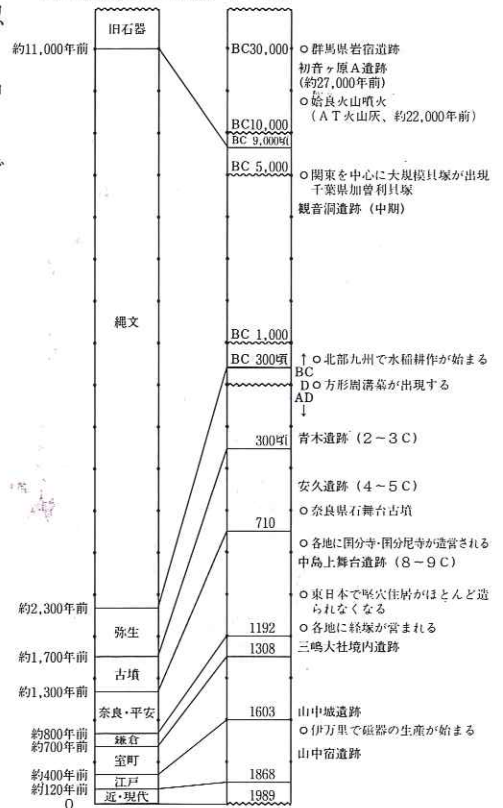 旧石器
約11,000年前
縄文
約2,300年前
弥生
約1,700年前
古墳
約1,300年前
奈良・平安
約800年前
鎌倉
約700年前
室町
約400年前
江戸
約120年前
近・現代
0
BC30,000
BC10,000
BC 9,000頃
BC 5,000
BC 1,000
BC 300頃
BC
D
AD
300頃
710
1192
1308
1603
1868
1989
○群馬県岩宿遺跡
初音ヶ原A遺跡
(約27,000年前)
○姶良火山噴火
(AT火山灰、約22,000年前)
○関東を中心に大規模貝塚が出現
千葉県加曽利貝塚
観音洞遺跡(中期)
↑○北部九州で水稲耕作が始まる
○方形周溝墓が出現する
↓
青木遺跡(2~3C)
安久遺跡(4~5C)
○奈良県石舞台古墳
○各地に国分寺・国分尼寺が造営される
中島上舞台遺跡(8~9C)
○東日本で竪穴住居がほとんど造
られなくなる
○各地に経塚が営まれる
三嶋大社境内遺跡
山中城遺跡
○伊万里で磁器の生産が始まる
山中宿遺跡